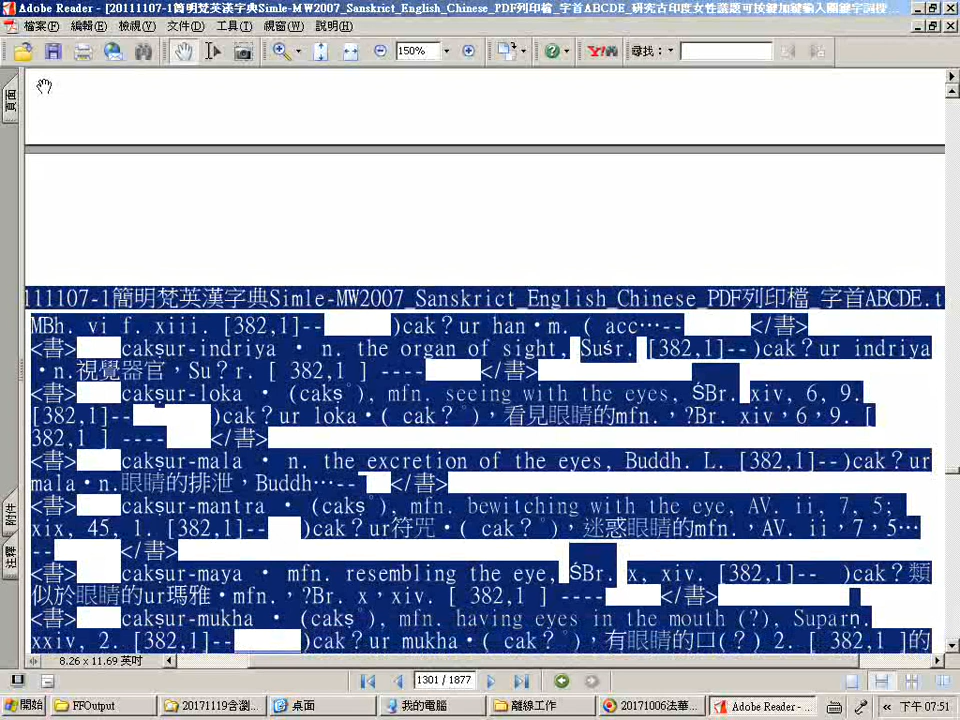 Adobe Reader - [20111107-1簡明梵英漢字典Simle-MW2007_Sanskrict_English_Chinese_PDF列印檔_字首ABCDE_研究古印度女性議題可按鍵加鍵輸入關鍵字詞搜...
檔案(F) 編輯(E) 檢視(V) 文件(D) 工具(T) 視窗(W) 說明(H)
150% Y! 尋找:
頁面
附件
注釋
111107-1簡明梵英漢字典Simle-MW2007_Sanskrict_English_Chinese_PDF列印檔_字首ABCDE.t
MBh. vi f. xiii. [382,1]-- )cak？ur han・m. ( acc…-- </書>
<書> cakṣur-indriya ・ n. the organ of sight, Suśr. [382,1]--)cak？ur indriya
・n.視覺器官，Su？r. [ 382,1 ] ---- </書>
<書> cakṣur-loka ・ (cakṣ°), mfn. seeing with the eyes, ŚBr. xiv, 6, 9.
[382,1]-- )cak？ur loka・( cak？°)，看見眼睛的mfn.，?Br. xiv，6，9. [
382,1 ] ---- </書>
<書> cakṣur-mala ・ n. the excretion of the eyes, Buddh. L. [382,1]--)cak？ur
mala・n.眼睛的排泄，Buddh…-- </書>
<書> cakṣur-mantra ・ (cakṣ°), mfn. bewitching with the eye, AV. ii, 7, 5;
xix, 45, 1. [382,1]-- )cak？ur符咒・( cak？°)，迷惑眼睛的mfn.，AV. ii，7，5…
-- </書>
<書> cakṣur-maya ・ mfn. resembling the eye, ŚBr. x, xiv. [382,1]-- )cak？類
似於眼睛的ur瑪雅・mfn.，?Br. x，xiv. [ 382,1 ] ---- </書>
<書> cakṣur-mukha ・ (cakṣ°), mfn. having eyes in the mouth (?), Suparṇ.
xxiv, 2. [382,1]-- )cak？ur mukha・( cak？°)，有眼睛的口(？) 2. [ 382,1 ]的
8.26 x 11.69 英吋
1301 / 1877
開始 FFOutput 20171119含瀏... 桌面 我的電腦 離線工作 20171006法華... Adobe Reader - ... 下午 07:51